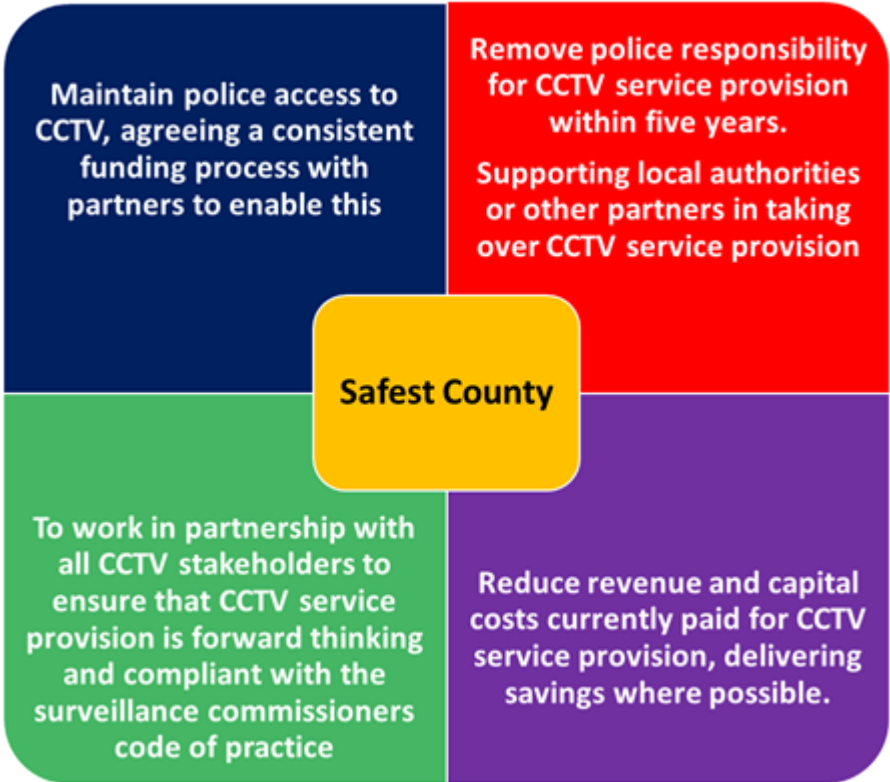 Maintain police access to
CCTV, agreeing a consistent
funding process with
partners to enable this
Remove police responsibility
for CCTV service provision
within five years.
Supporting local authorities
or other partners in taking
over CCTV service provision
Safest County
To work in partnership with
all CCTV stakeholders to
ensure that CCTV service
provision is forward thinking
and compliant with the
surveillance commissioners
code of practice
Reduce revenue and capital
costs currently paid for CCTV
service provision, delivering
savings where possible.